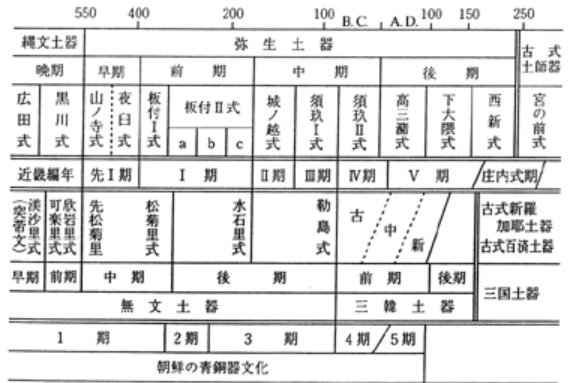 550 400 200 100 B.C. 0 A.D. 100 150 250
縄文土器 弥生土器 古式土師器
晩期 早期 前期 中期 後期
広田式 黒川式 山ノ寺式 夜臼式 板付Ⅰ式 板付Ⅱ式 城ノ越式 須玖Ⅰ式 須玖Ⅱ式 高三瀦式 下大隈式 西新式 宮の前式
a b c
近畿編年 先Ⅰ期 Ⅰ期 Ⅱ期 Ⅲ期 Ⅳ期 Ⅴ期 庄内式期
(突帯文) 渼沙里式 可楽里式 欣岩里式 先松菊里 松菊里式 水石里式 勒島式 古 中 新 古式新羅
加耶土器
古式百済土器
早期 前期 中期 後期 前期 後期 三国土器
無文土器 三韓土器
1期 2期 3期 4期 5期
朝鮮の青銅器文化